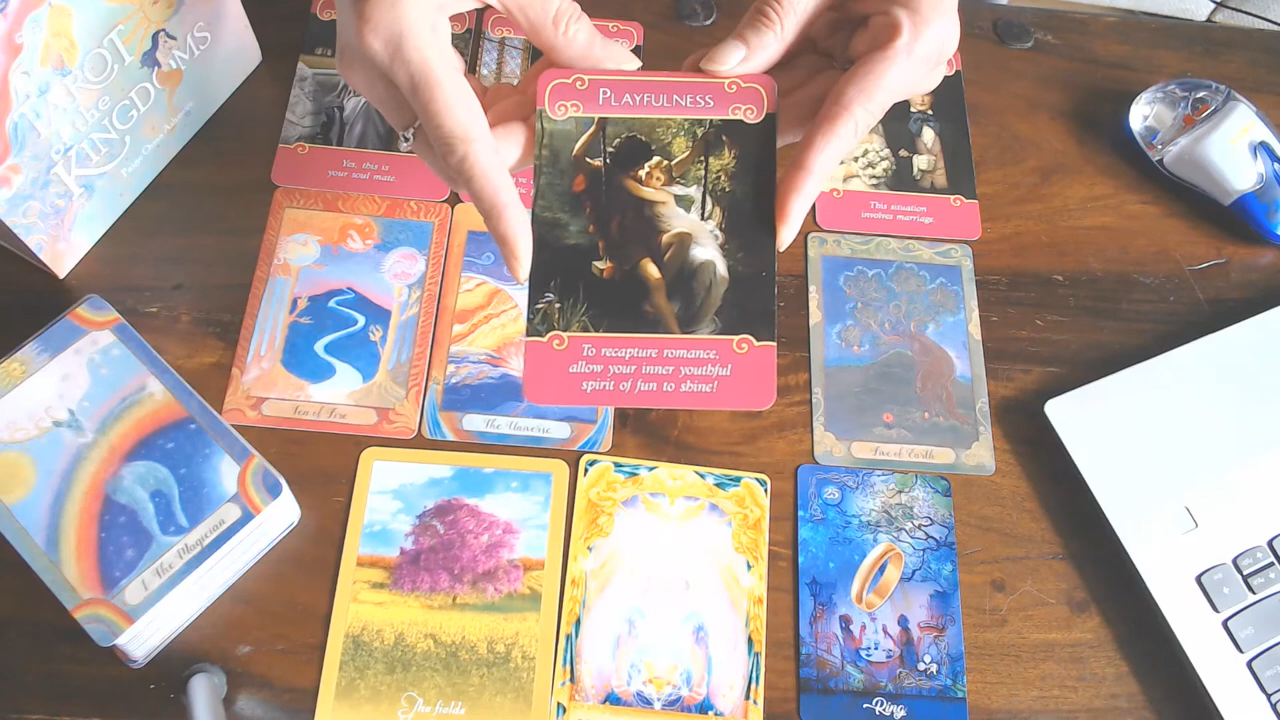 TAROT
of the
KINGDOMS
Yes, this is
your soul mate.
PLAYFULNESS
To recapture romance,
allow your inner youthful
spirit of fun to shine!
This situation
involves marriage.
Ten of Fire
The Universe
Five of Earth
1 The Magician
The fields
25
Ring